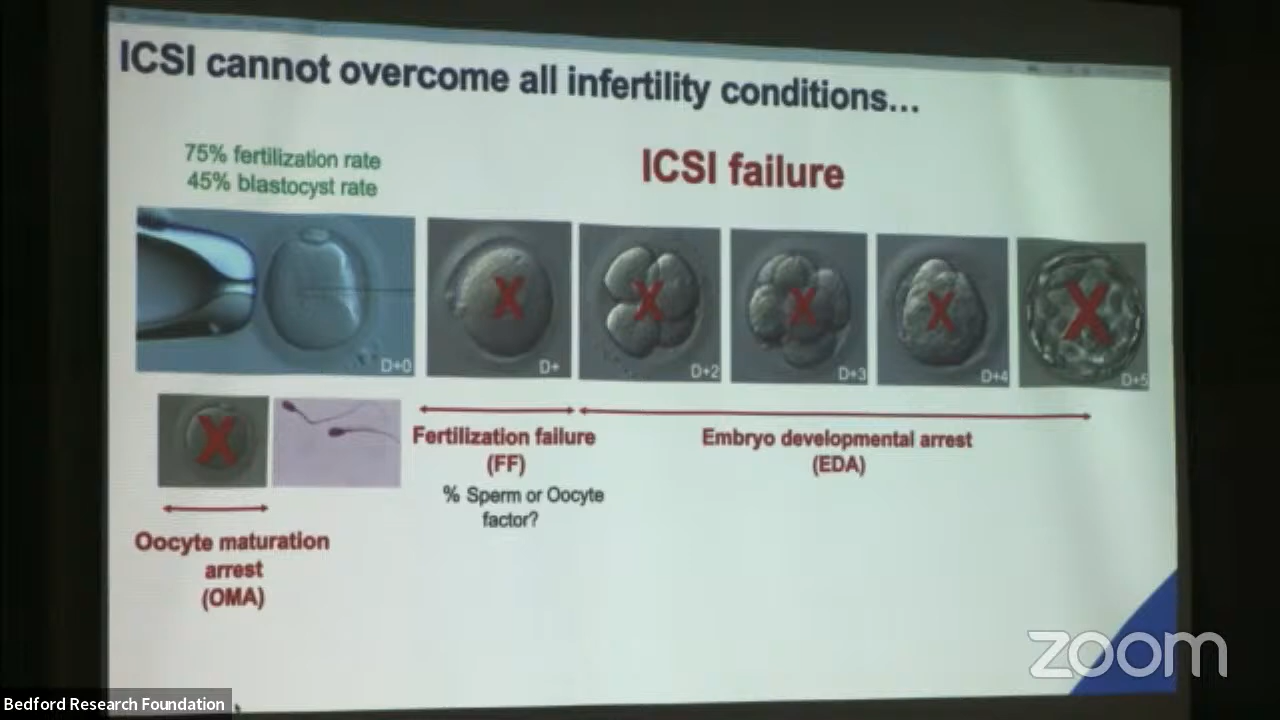 ICSI cannot overcome all infertility conditions...
75% fertilization rate
45% blastocyst rate
ICSI failure
X
X
X
X
X
D+0
D+
D+2
D+3
D+4
D+5
X
Fertilization failure
(FF)
% Sperm or Oocyte
factor?
Embryo developmental arrest
(EDA)
Oocyte maturation
arrest
(OMA)
zoom
Bedford Research Foundation